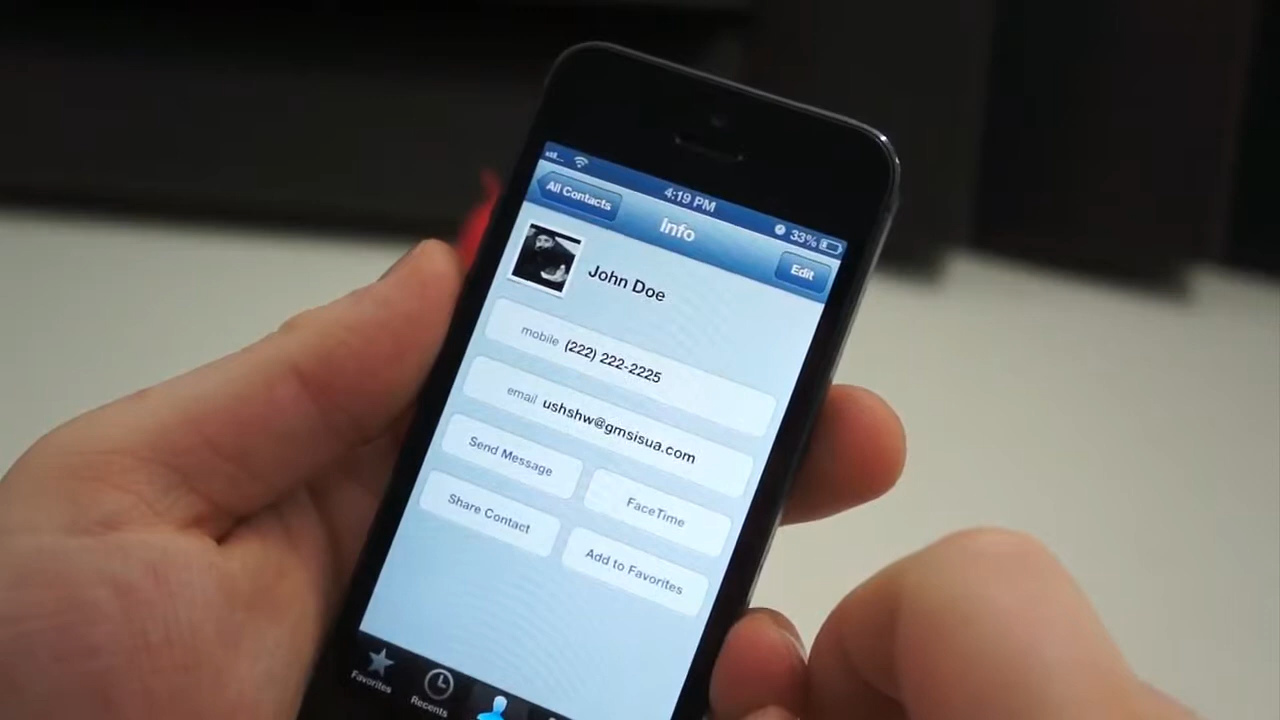 4:19 PM 33%
All Contacts Info Edit
John Doe
mobile (222) 222-2225
email ushshw@gmsisua.com
Send Message FaceTime
Share Contact Add to Favorites
Favorites Recents